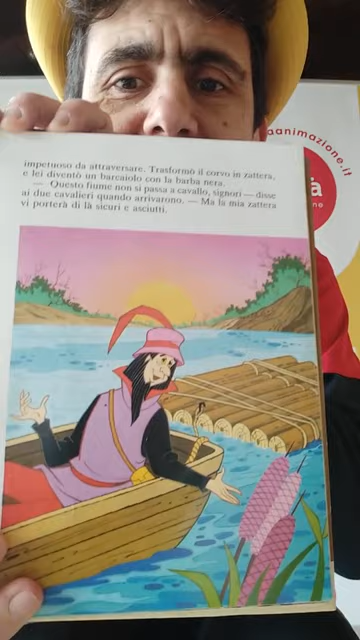 impetuoso da attraversare. Trasformò il corvo in zattera,
e lei diventò un barcaiolo con la barba nera.
— Questo fiume non si passa a cavallo, signori — disse
ai due cavalieri quando arrivarono. — Ma la mia zattera
vi porterà di là sicuri e asciutti.
aanimazione.it
à
no